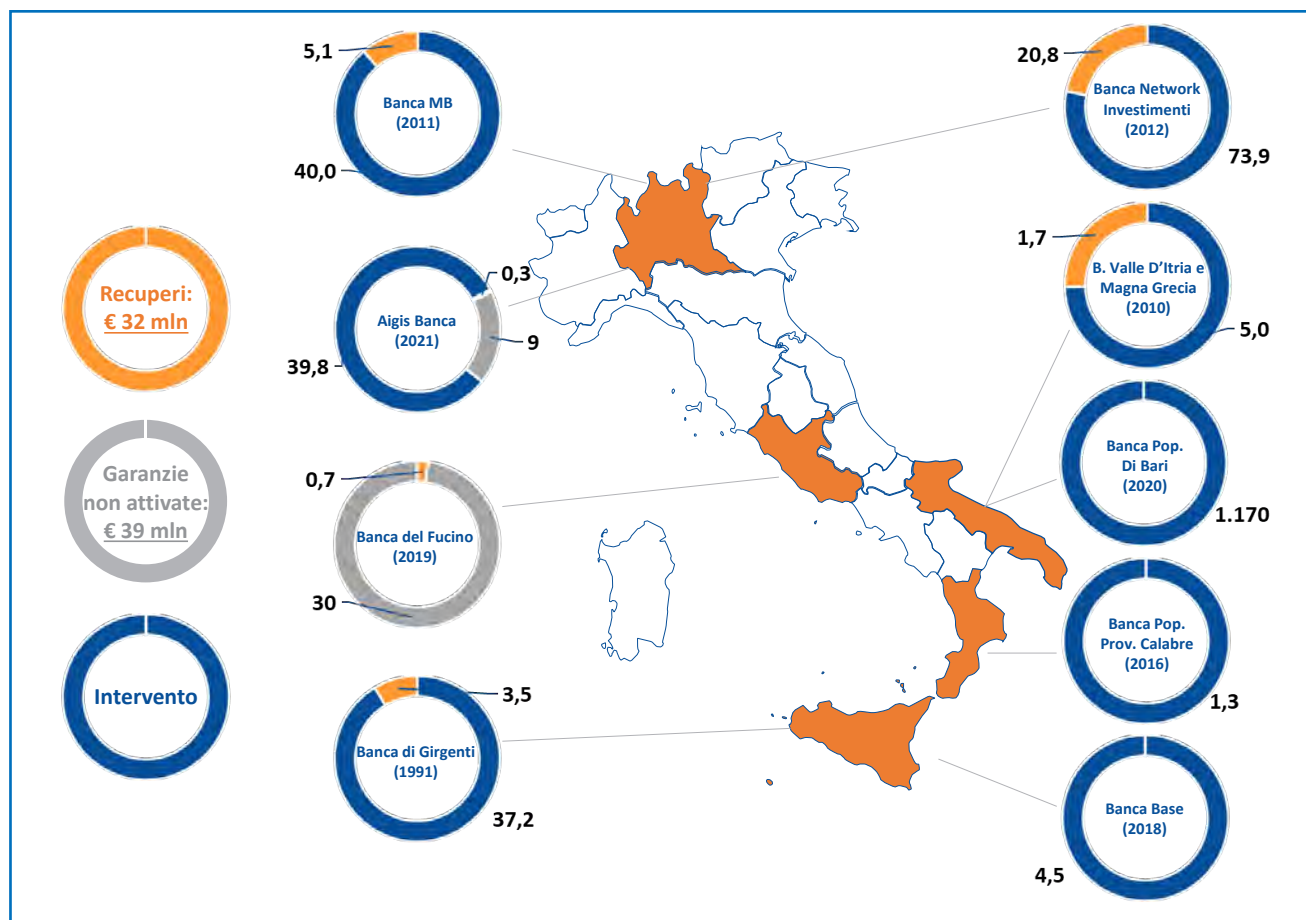 Recuperi:
€ 32 mln
Garanzie
non attivate:
€ 39 mln
Intervento
5,1
Banca MB
(2011)
40,0
0,3
Aigis Banca
(2021)
9
39,8
0,7
Banca del Fucino
(2019)
30
3,5
Banca di Girgenti
(1991)
37,2
20,8
Banca Network
Investimenti
(2012)
73,9
1,7
B. Valle D'Itria e
Magna Grecia
(2010)
5,0
Banca Pop.
Di Bari
(2020)
1.170
Banca Pop.
Prov. Calabre
(2016)
1,3
Banca Base
(2018)
4,5